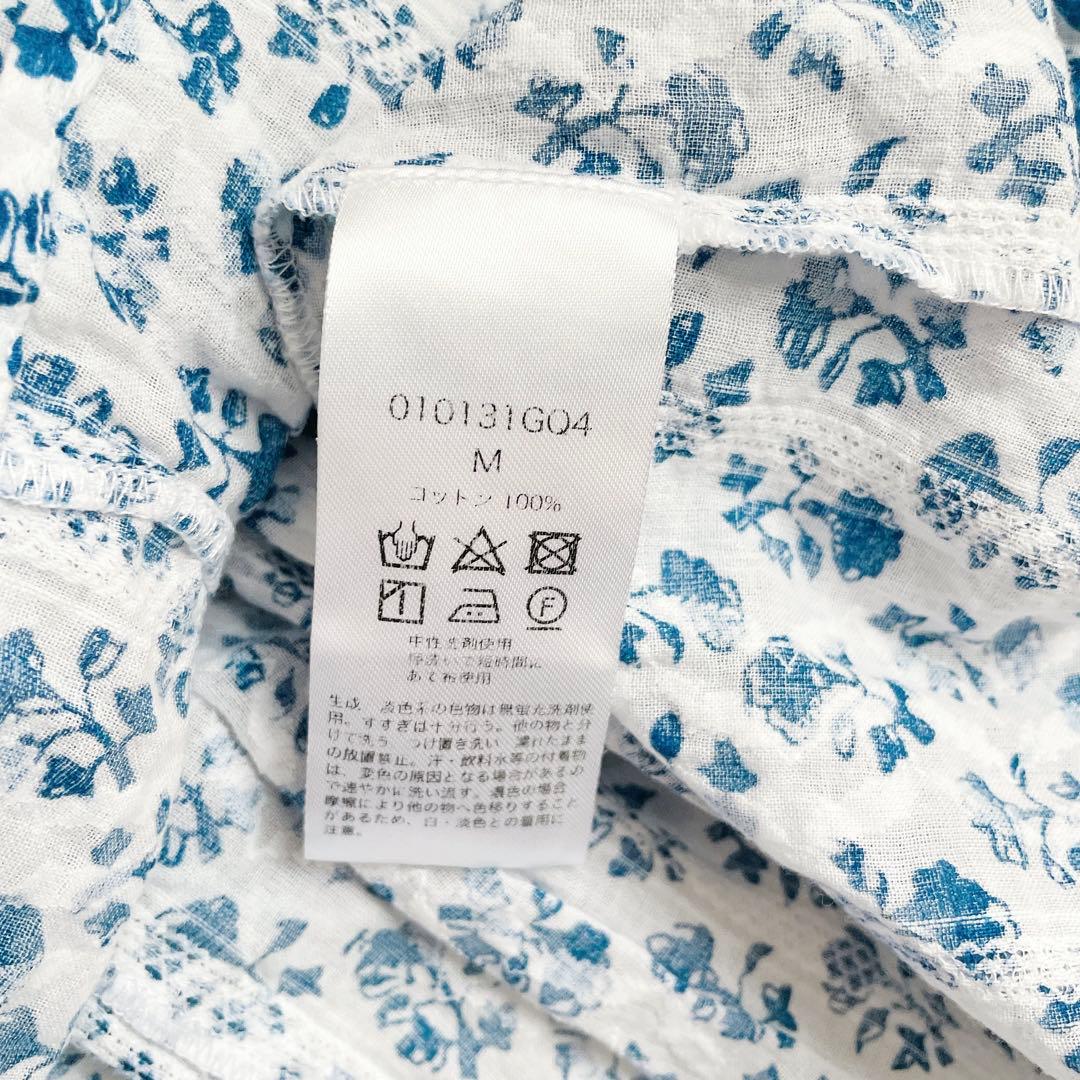 010131GQ4
M
コットン 100%
F
中性洗剤使用
手洗いで短時間に
あて布使用
生成、淡色系の色物は無蛍光洗剤使
用。すすぎは十分行う。他の物と分
けて洗う つけ置き洗い 濡れたまま
の放置禁止。汗・飲料水等の付着物
は、変色の原因となる場合があるの
で速やかに洗い流す。濃色の場合
摩擦により他の物へ色移りすること
があるため、白・淡色との着用に
注意。